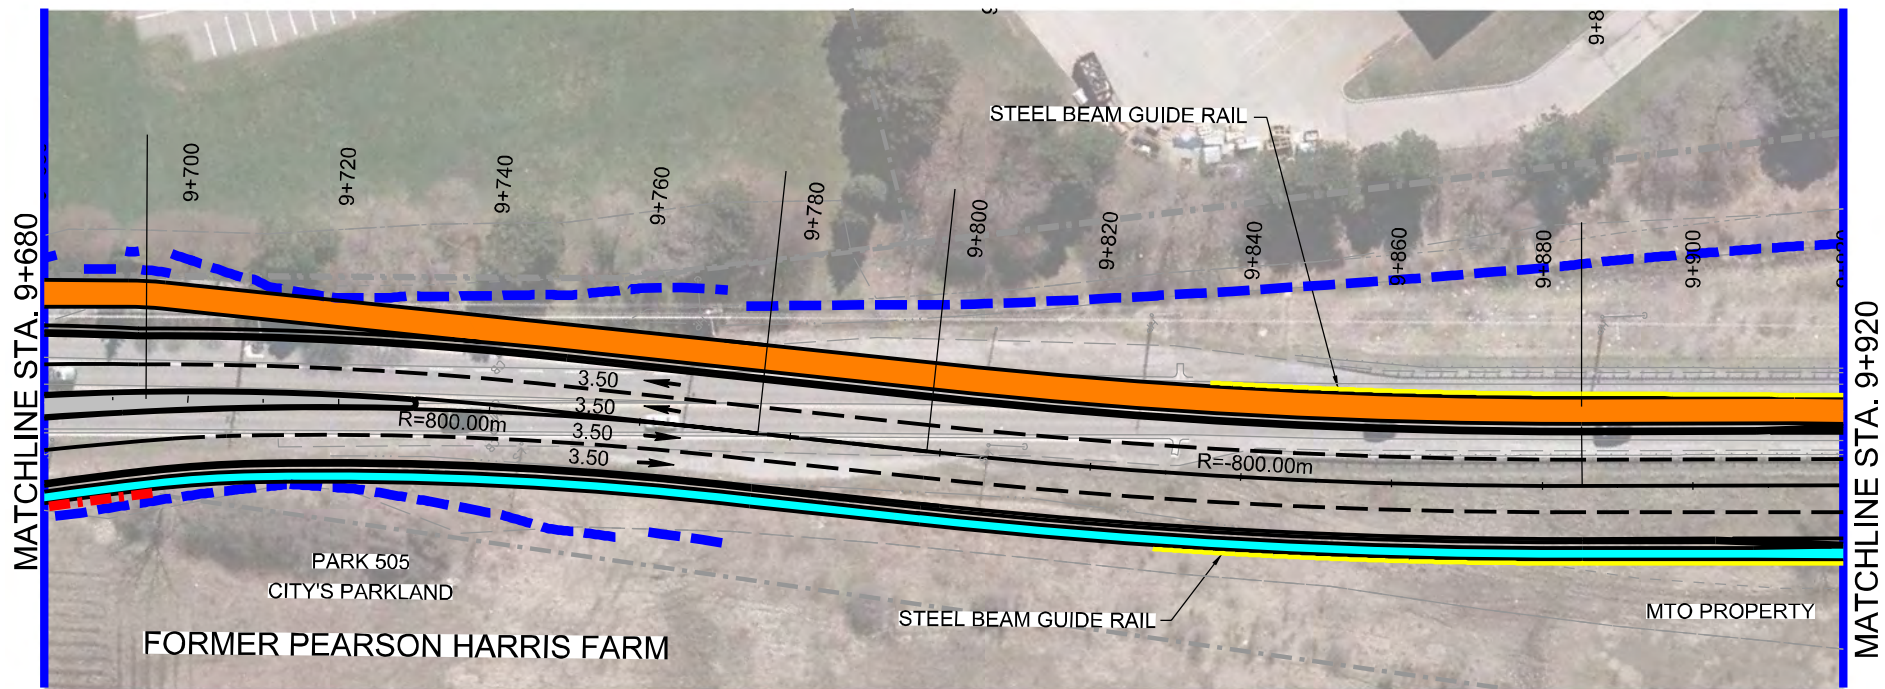 9+8
STEEL BEAM GUIDE RAIL
9+700
9+720
9+740
9+760
9+780
9+800
9+820
9+840
9+860
9+880
9+900
MATCHLINE STA. 9+680
MATCHLINE STA. 9+920
3.50
3.50
3.50
3.50
R=800.00m
R=-800.00m
PARK 505
CITY'S PARKLAND
FORMER PEARSON HARRIS FARM
STEEL BEAM GUIDE RAIL
MTO PROPERTY